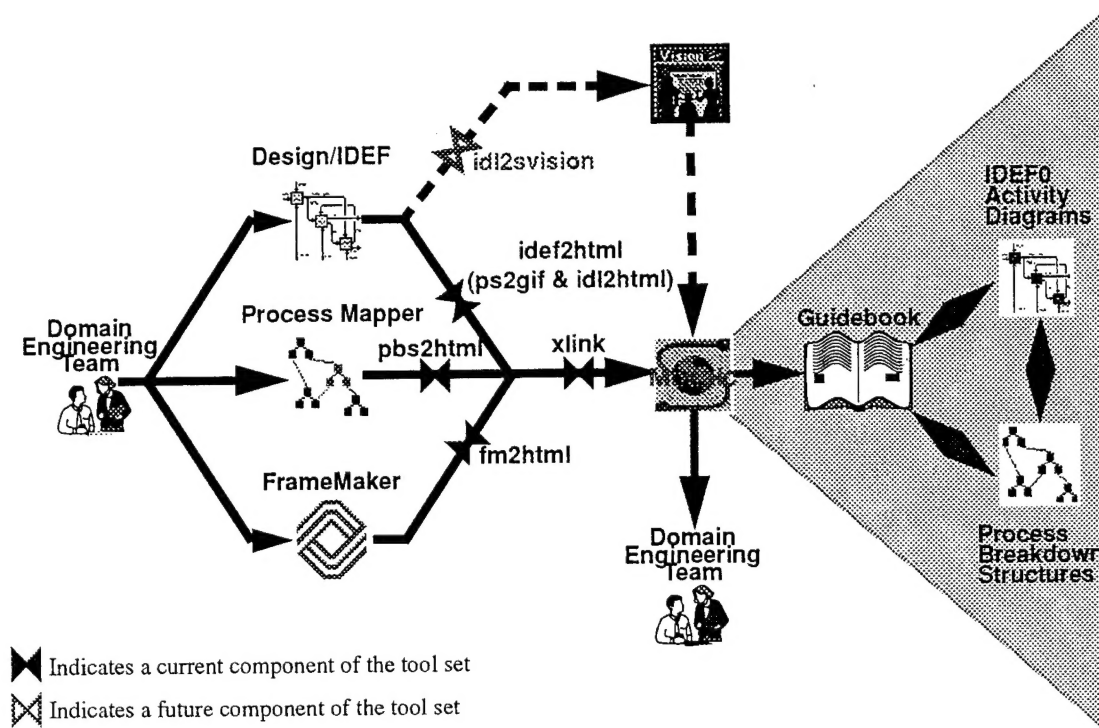 Vision
Design/IDEF
idl2svision
IDEF0
Activity
Diagrams
idef2html
(ps2gif & idl2html)
Process Mapper
Guidebook
Domain
Engineering
Team
pbs2html
xlink
fm2html
FrameMaker
Domain
Engineering
Team
Process
Breakdown
Structures
Indicates a current component of the tool set
Indicates a future component of the tool set